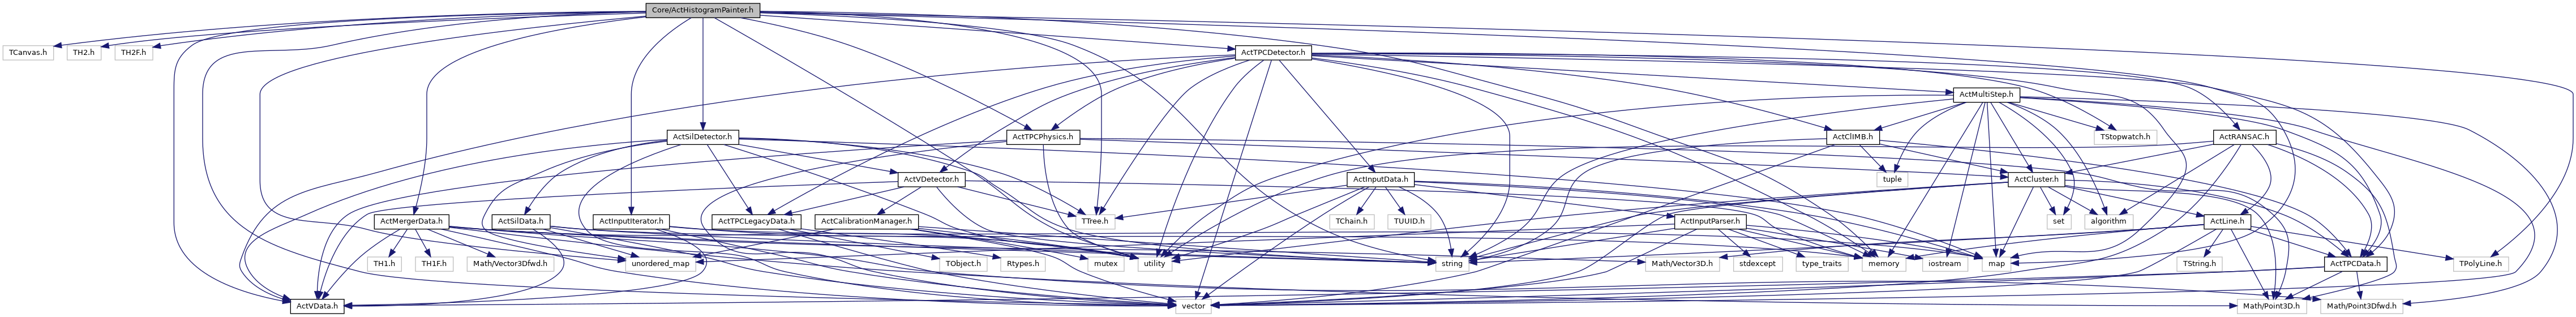 Core/ActHistogramPainter.h
TCanvas.h
TH2.h
TH2F.h
ActTPCDetector.h
ActMultiStep.h
ActSilDetector.h
ActTPCPhysics.h
ActClIMB.h
TStopwatch.h
ActRANSAC.h
ActVDetector.h
ActInputData.h
tuple
ActCluster.h
ActMergerData.h
ActSilData.h
ActInputIterator.h
ActTPCLegacyData.h
ActCalibrationManager.h
TTree.h
TChain.h
TUUID.h
ActInputParser.h
set
algorithm
ActLine.h
TH1.h
TH1F.h
Math/Vector3Dfwd.h
unordered_map
TObject.h
Rtypes.h
mutex
utility
string
Math/Vector3D.h
stdexcept
type_traits
memory
iostream
map
TString.h
ActTPCData.h
TPolyLine.h
ActVData.h
vector
Math/Point3D.h
Math/Point3Dfwd.h